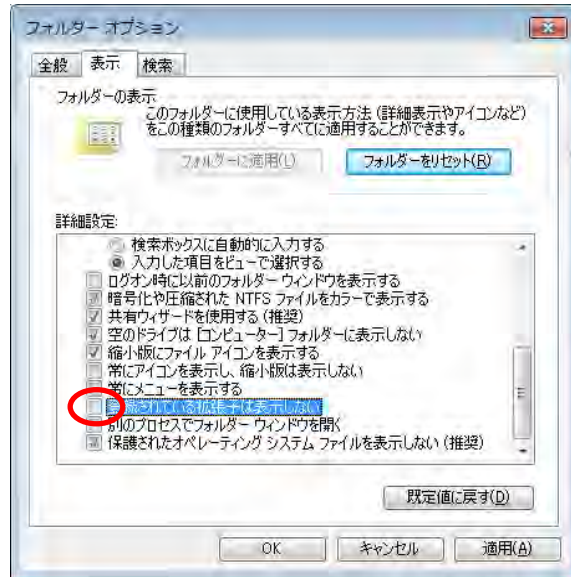 フォルダー オプション
全般 表示 検索
フォルダーの表示
このフォルダーに使用している表示方法（詳細表示やアイコンなど）
をこの種類のフォルダーすべてに適用することができます。
フォルダーに適用(L) フォルダーをリセット(R)
詳細設定:
検索ボックスに自動的に入力する
入力した項目をビューで選択する
ログオン時に以前のフォルダー ウィンドウを表示する
暗号化や圧縮された NTFS ファイルをカラーで表示する
共有ウィザードを使用する (推奨)
空のドライブは [コンピューター] フォルダーに表示しない
縮小版にファイル アイコンを表示する
常にアイコンを表示し、縮小版は表示しない
常にメニューを表示する
登録されている拡張子は表示しない
別のプロセスでフォルダー ウィンドウを開く
保護されたオペレーティング システム ファイルを表示しない (推奨)
既定値に戻す(D)
OK キャンセル 適用(A)